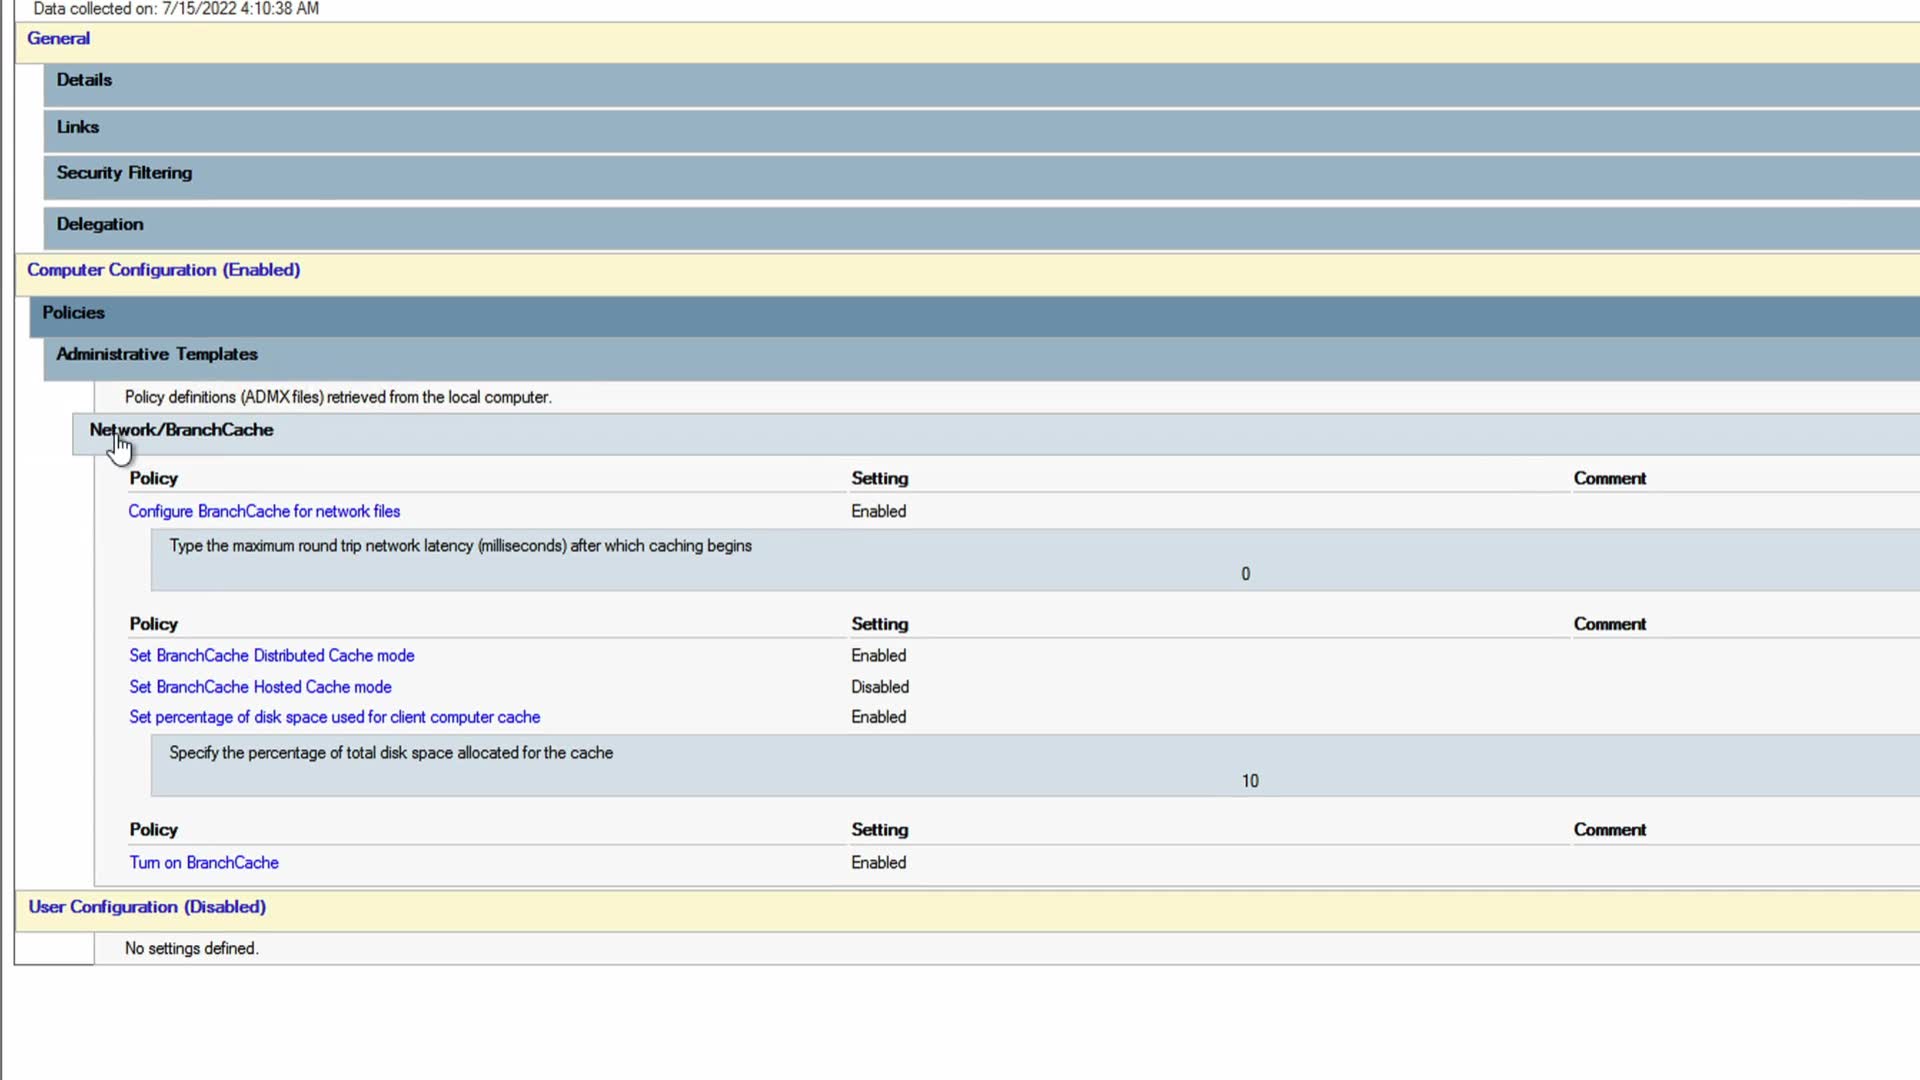 Data collected on: 7/15/2022 4:10:38 AM
General
Details
Links
Security Filtering
Delegation
Computer Configuration (Enabled)
Policies
Administrative Templates
Policy definitions (ADMX files) retrieved from the local computer.
Network/BranchCache
Policy Setting Comment
Configure BranchCache for network files Enabled
Type the maximum round trip network latency (milliseconds) after which caching begins
0
Policy Setting Comment
Set BranchCache Distributed Cache mode Enabled
Set BranchCache Hosted Cache mode Disabled
Set percentage of disk space used for client computer cache Enabled
Specify the percentage of total disk space allocated for the cache
10
Policy Setting Comment
Turn on BranchCache Enabled
User Configuration (Disabled)
No settings defined.